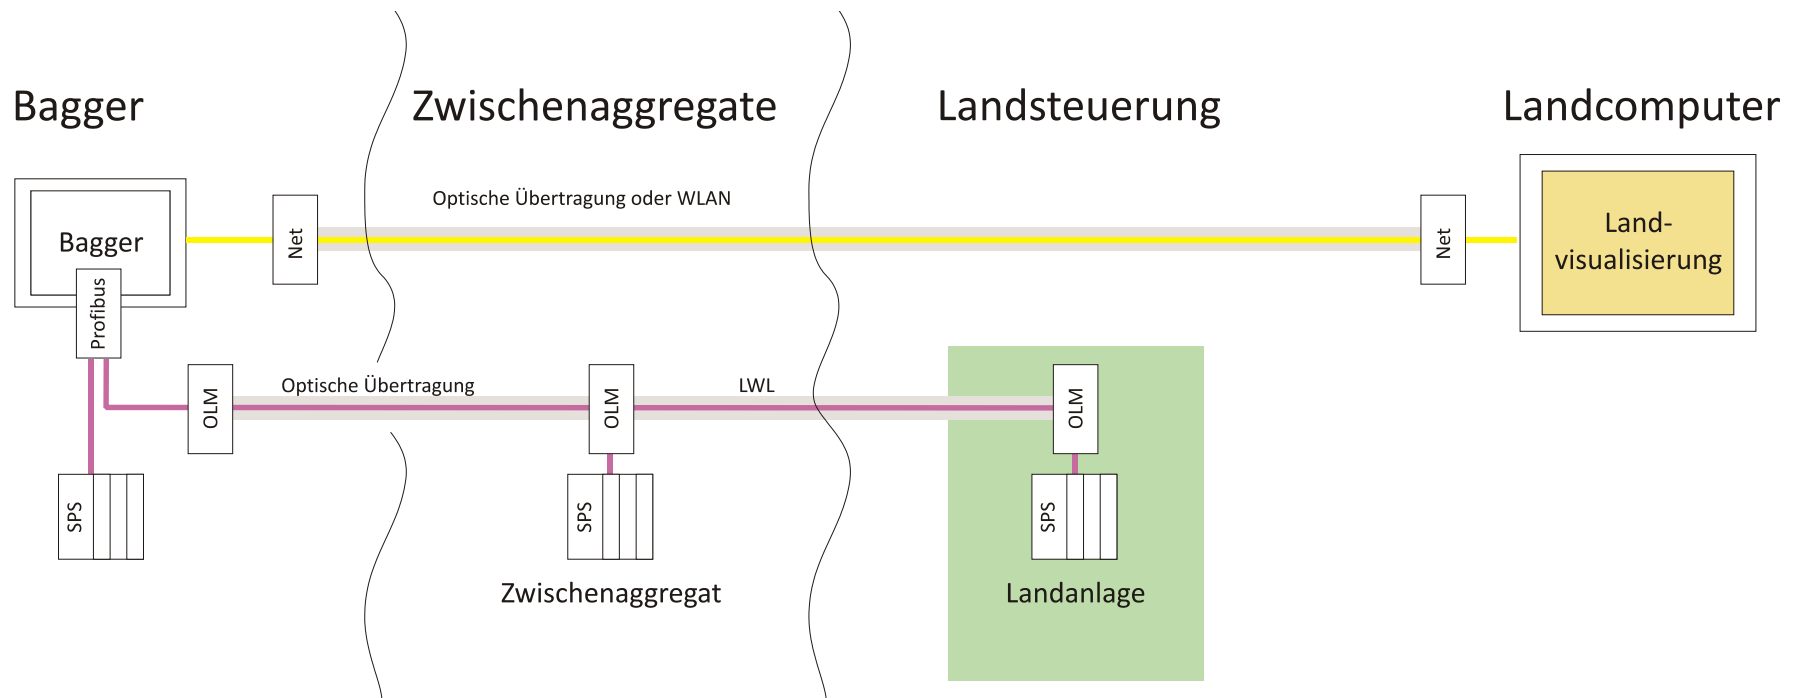 Bagger
Zwischenaggregate
Landsteuerung
Landcomputer
Optische Übertragung oder WLAN
Bagger
Net
Net
Land-
visualisierung
Profibus
OLM
Optische Übertragung
OLM
LWL
OLM
SPS
SPS
SPS
Zwischenaggregat
Landanlage